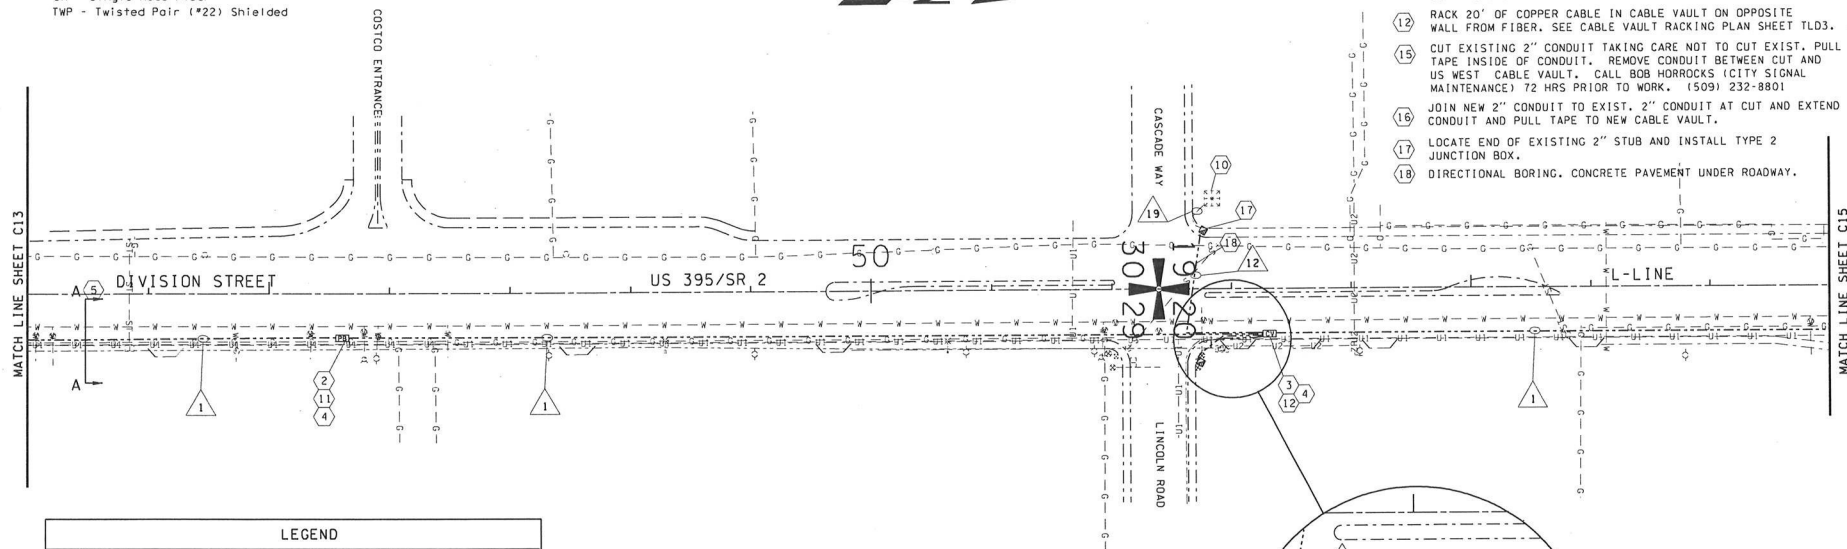 TWP - Twisted Pair (#22) Shielded
12 RACK 20' OF COPPER CABLE IN CABLE VAULT ON OPPOSITE
WALL FROM FIBER. SEE CABLE VAULT RACKING PLAN SHEET TLD3.
15 CUT EXISTING 2" CONDUIT TAKING CARE NOT TO CUT EXIST. PULL
TAPE INSIDE OF CONDUIT. REMOVE CONDUIT BETWEEN CUT AND
US WEST CABLE VAULT. CALL BOB HORROCKS (CITY SIGNAL
MAINTENANCE) 72 HRS PRIOR TO WORK. (509) 232-8801
16 JOIN NEW 2" CONDUIT TO EXIST. 2" CONDUIT AT CUT AND EXTEND
CONDUIT AND PULL TAPE TO NEW CABLE VAULT.
17 LOCATE END OF EXISTING 2" STUB AND INSTALL TYPE 2
JUNCTION BOX.
18 DIRECTIONAL BORING. CONCRETE PAVEMENT UNDER ROADWAY.
COSTCO ENTRANCE
CASCADE WAY
10
19
17
18
12
MATCH LINE SHEET C13
MATCH LINE SHEET C15
A
5
DIVISION STREET
US 395/SR 2
50
30
19
29
20
L-LINE
A
1
2
11
4
1
3
4
12
1
LINCOLN ROAD
LEGEND